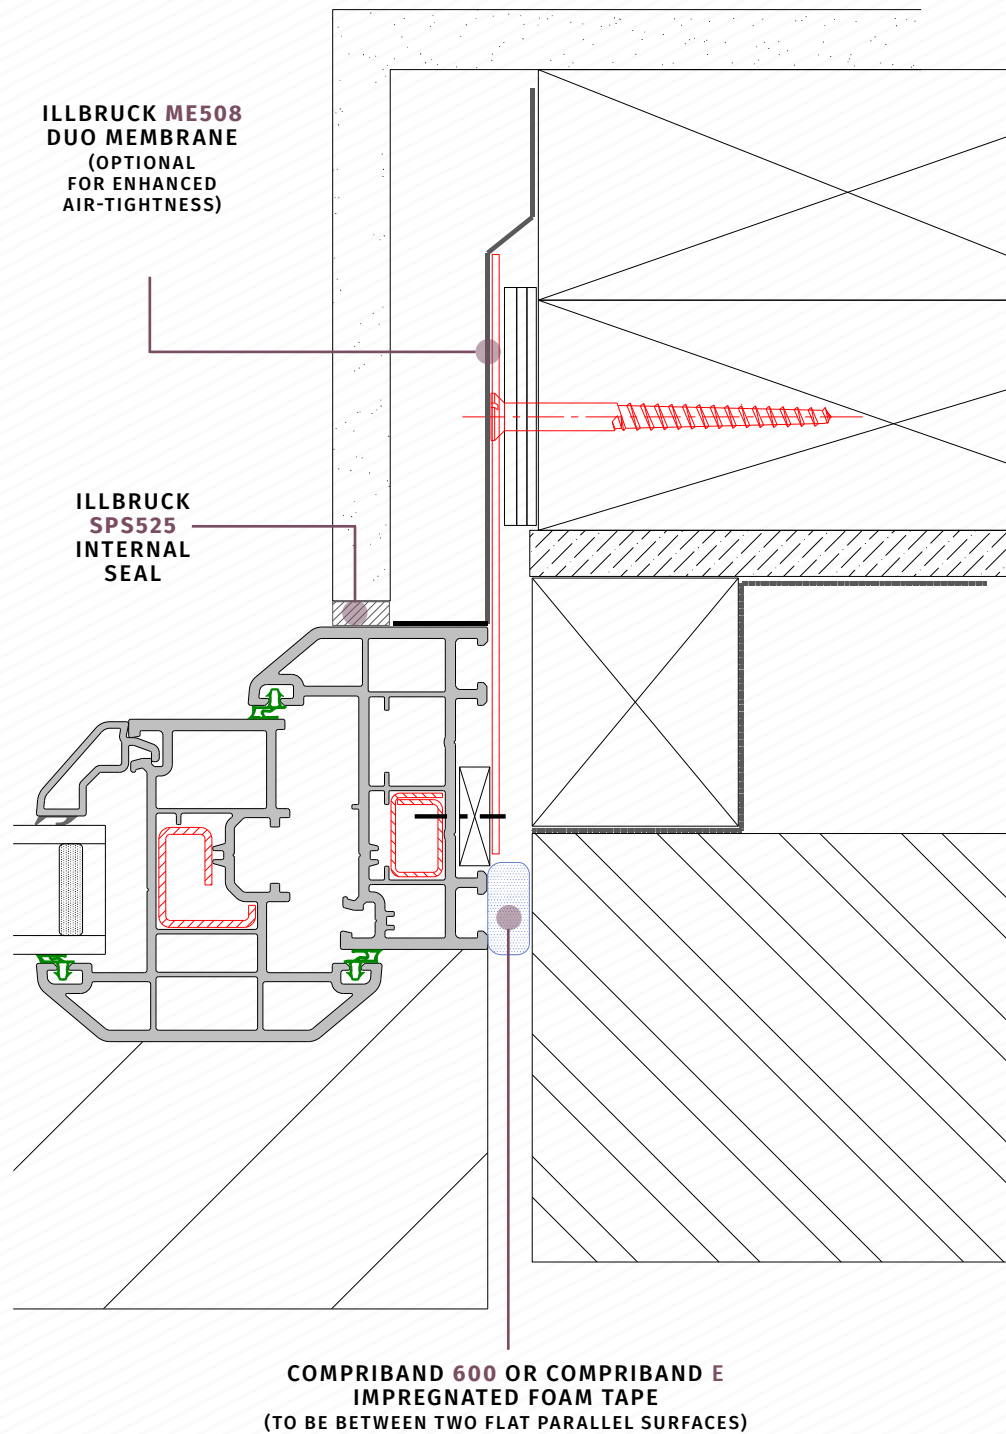 ILLBRUCK ME508
DUO MEMBRANE
(OPTIONAL
FOR ENHANCED
AIR-TIGHTNESS)
ILLBRUCK
SPS525
INTERNAL
SEAL
COMPRIBAND 600 OR COMPRIBAND E
IMPREGNATED FOAM TAPE
(TO BE BETWEEN TWO FLAT PARALLEL SURFACES)